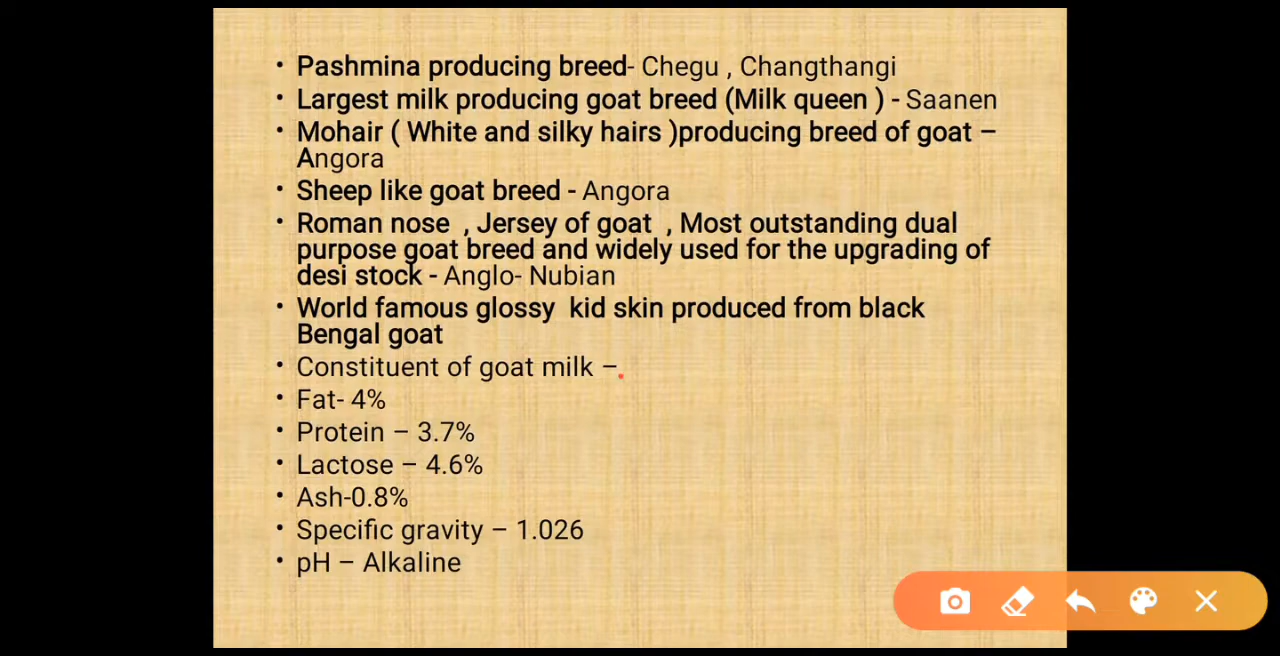 • Pashmina producing breed- Chegu , Changthangi
• Largest milk producing goat breed (Milk queen ) - Saanen
• Mohair ( White and silky hairs )producing breed of goat –
Angora
• Sheep like goat breed - Angora
• Roman nose  , Jersey of goat  , Most outstanding dual
purpose goat breed and widely used for the upgrading of
desi stock - Anglo- Nubian
• World famous glossy  kid skin produced from black
Bengal goat
• Constituent of goat milk –
• Fat- 4%
• Protein – 3.7%
• Lactose – 4.6%
• Ash-0.8%
• Specific gravity – 1.026
• pH – Alkaline